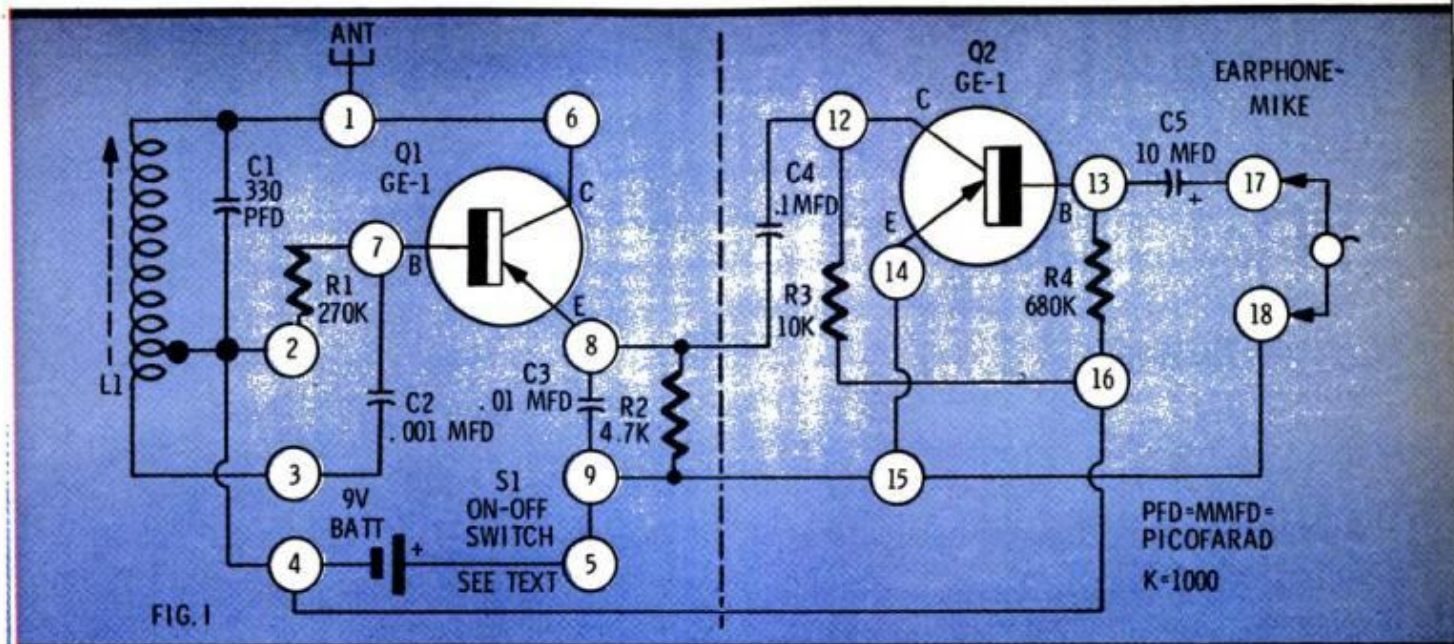 ANT
1
6
Q1
GE-1
C
C1
330
PFD
7
B
R1
270K
E
2
8
L1
C2
.001 MFD
C3
.01 MFD
R2
4.7K
3
9
9V
BATT
S1
ON-OFF
SWITCH
4
+
5
SEE TEXT
FIG. 1
Q2
GE-1
EARPHONE-
MIKE
C
12
C5
10 MFD
C4
.1MFD
13
17
B
+
E
14
R3
10K
R4
680K
18
16
15
PFD=MMFD=
PICOFARAD
K=1000